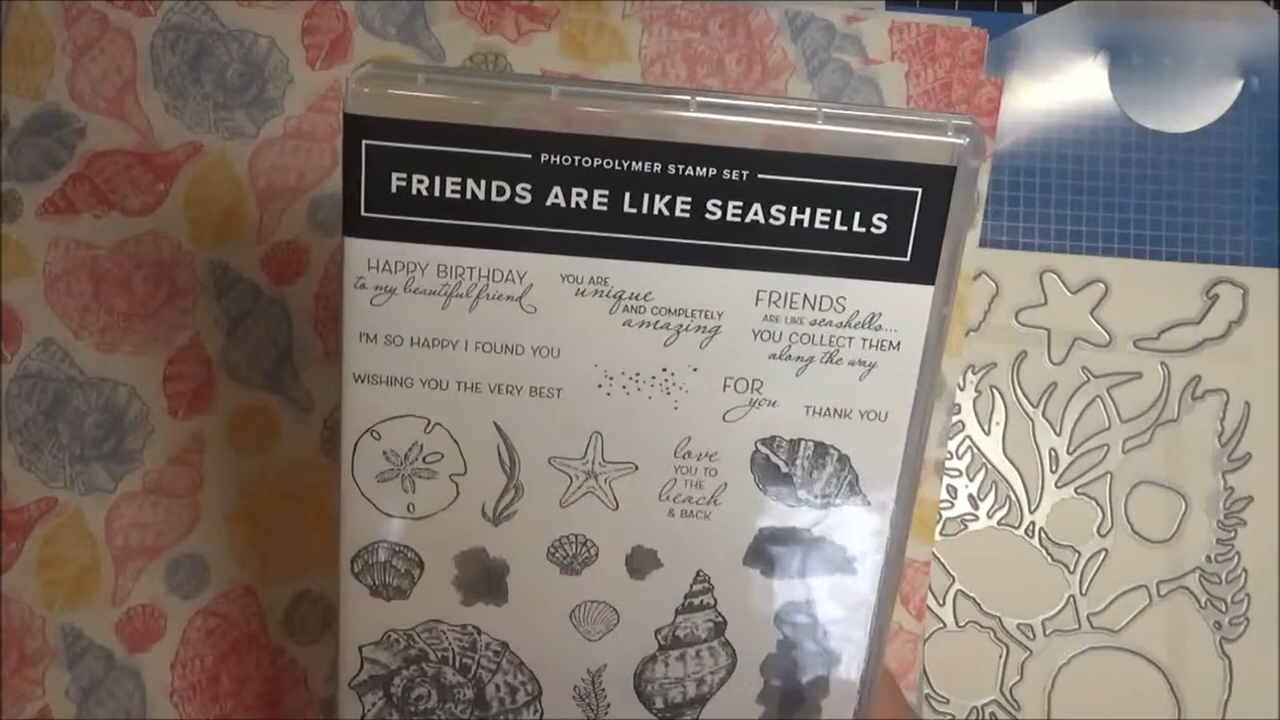 PHOTOPOLYMER STAMP SET
FRIENDS ARE LIKE SEASHELLS
HAPPY BIRTHDAY
to my beautiful friend
YOU ARE
unique
AND COMPLETELY
amazing
FRIENDS
ARE LIKE seashells...
YOU COLLECT THEM
along the way
I'M SO HAPPY I FOUND YOU
WISHING YOU THE VERY BEST
FOR
you
THANK YOU
love
YOU TO
THE
beach
& BACK